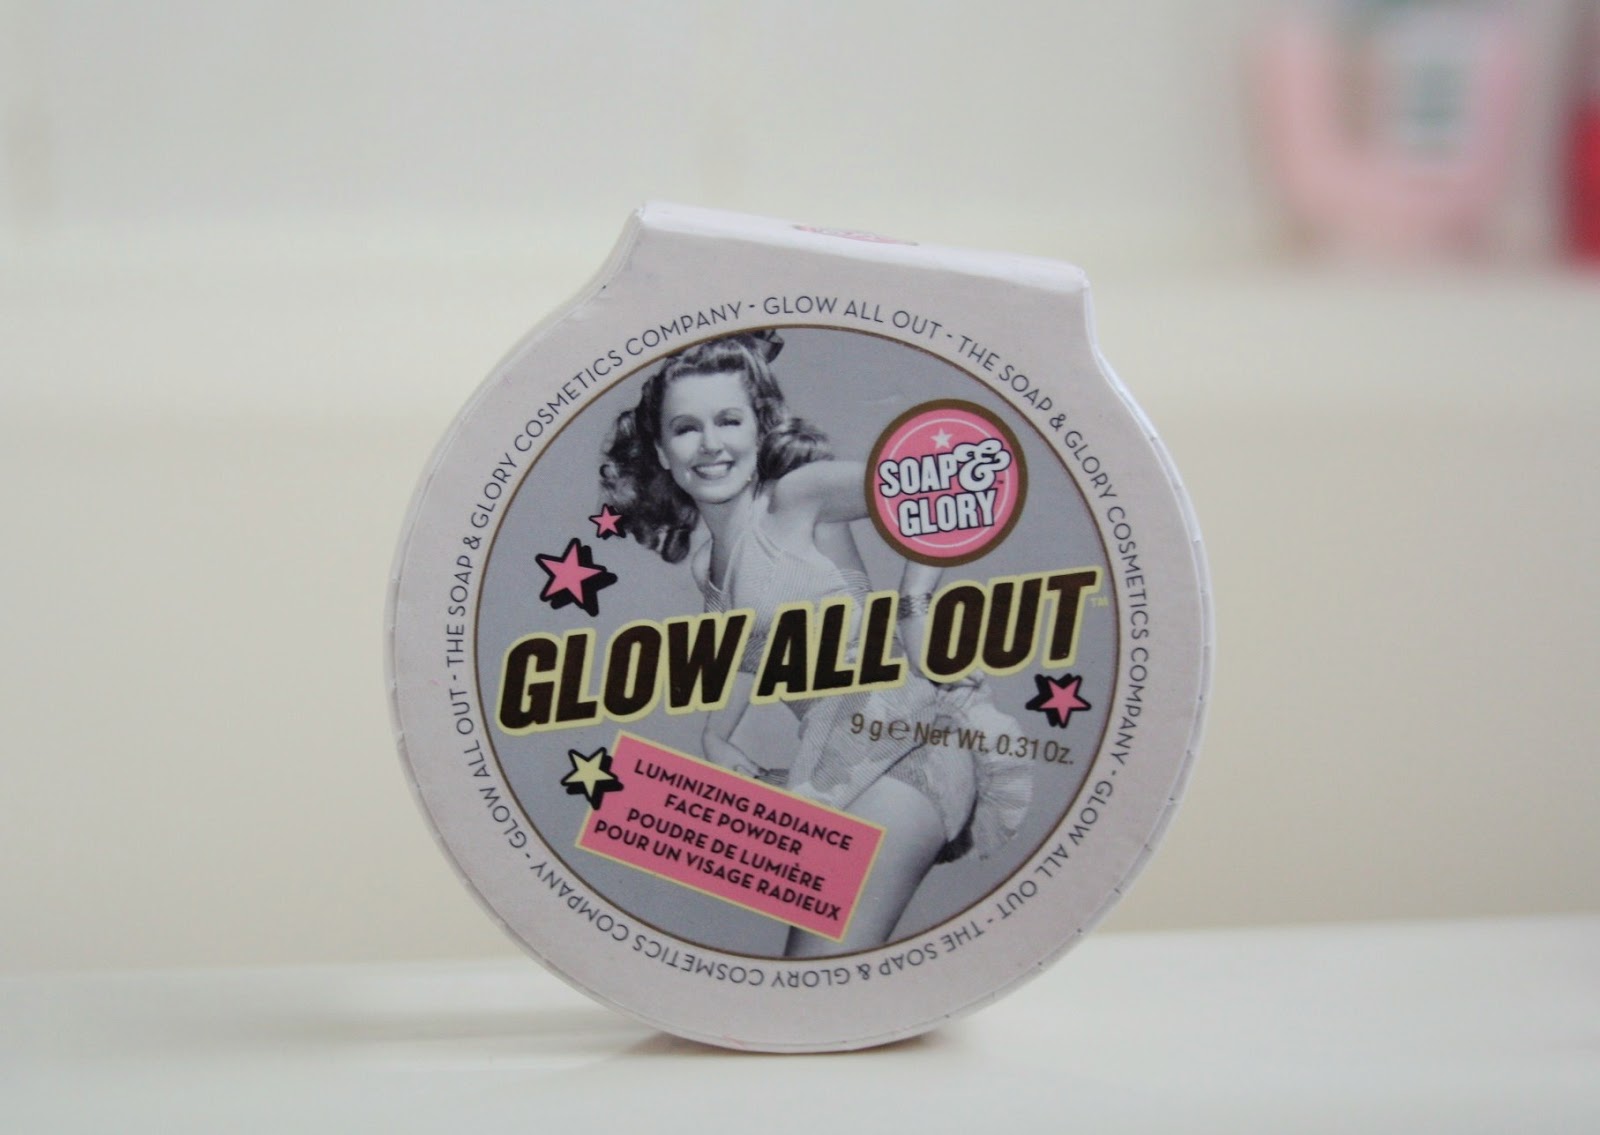 GLOW ALL OUT - THE SOAP & GLORY COSMETICS COMPANY - GLOW ALL OUT - THE SOAP & GLORY COSMETICS COMPANY - GLOW ALL OUT - THE SOAP & GLORY COSMETICS COMPANY -
SOAP &
GLORY™
GLOW ALL OUT™
9 g ℮ Net Wt. 0.31 Oz.
LUMINIZING RADIANCE
FACE POWDER
POUDRE DE LUMIÈRE
POUR UN VISAGE RADIEUX